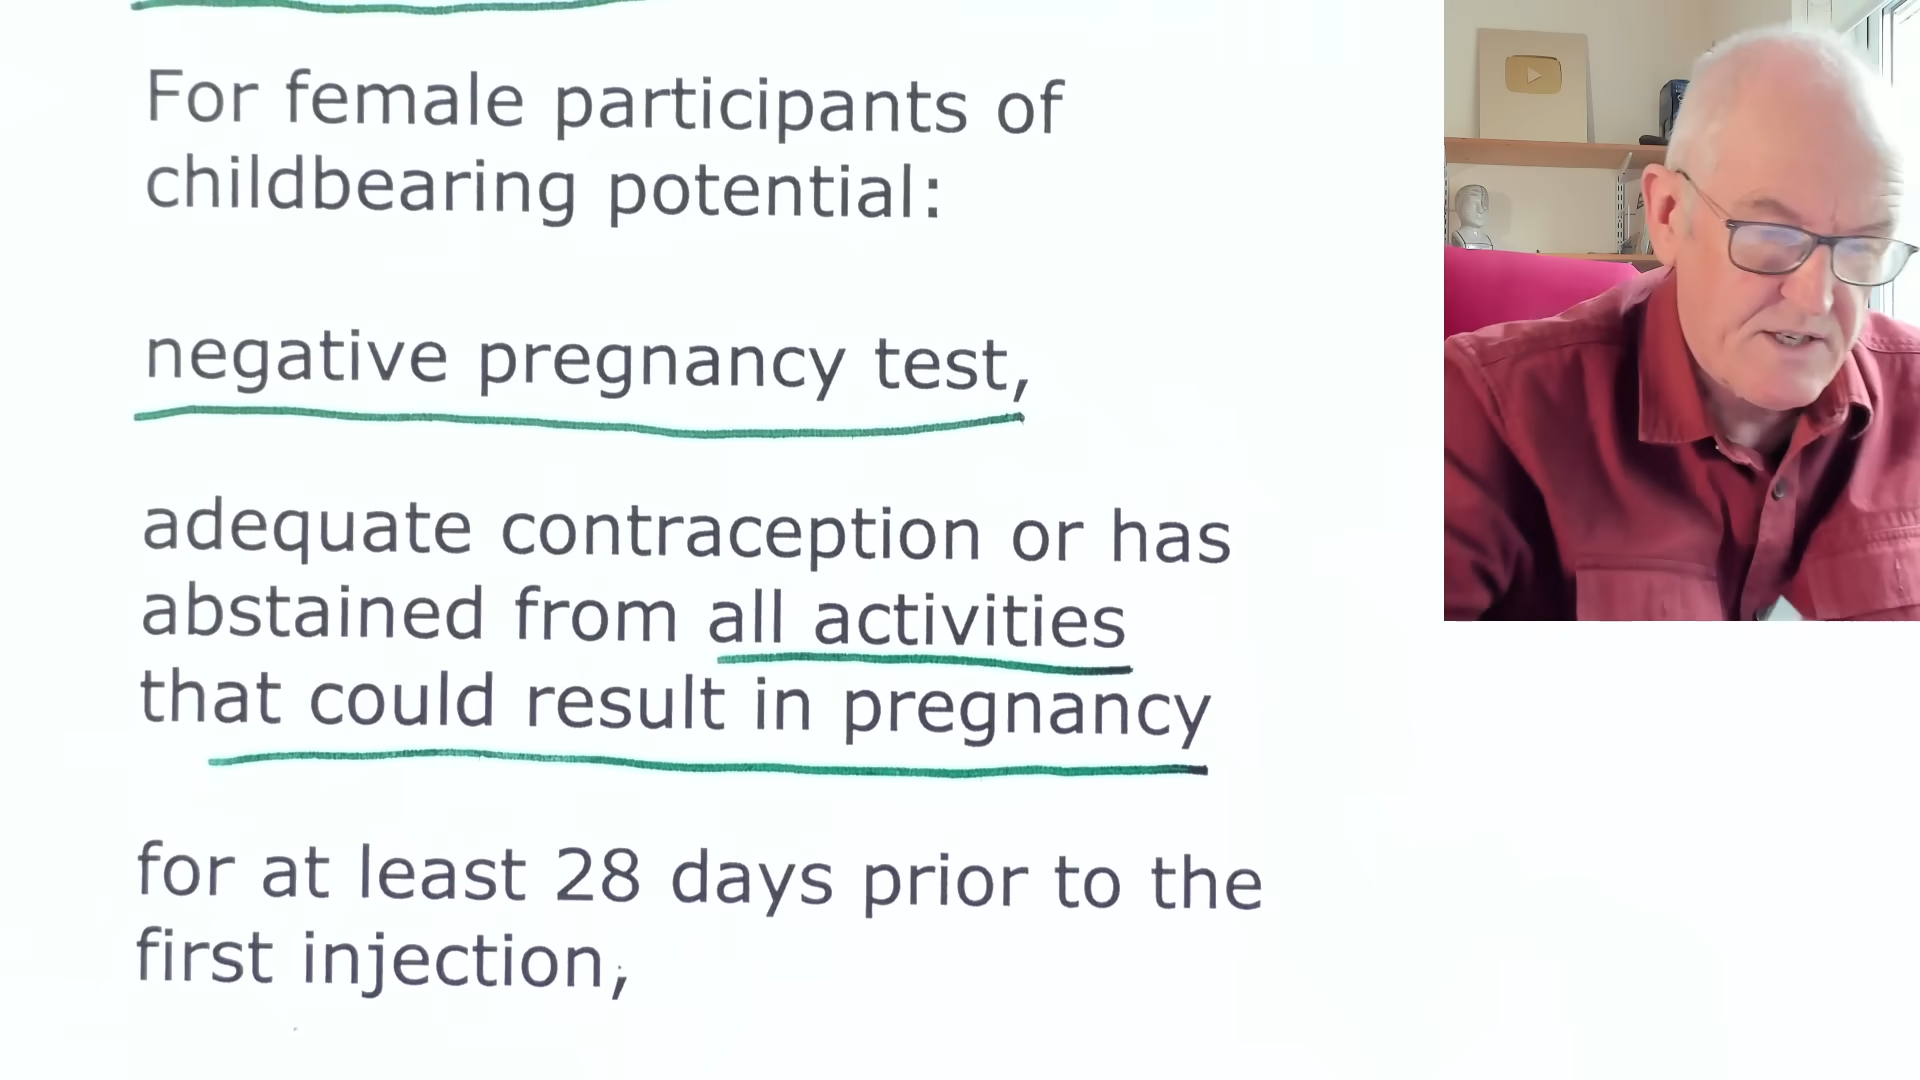 For female participants of
childbearing potential:
negative pregnancy test,
adequate contraception or has
abstained from all activities
that could result in pregnancy
for at least 28 days prior to the
first injection,